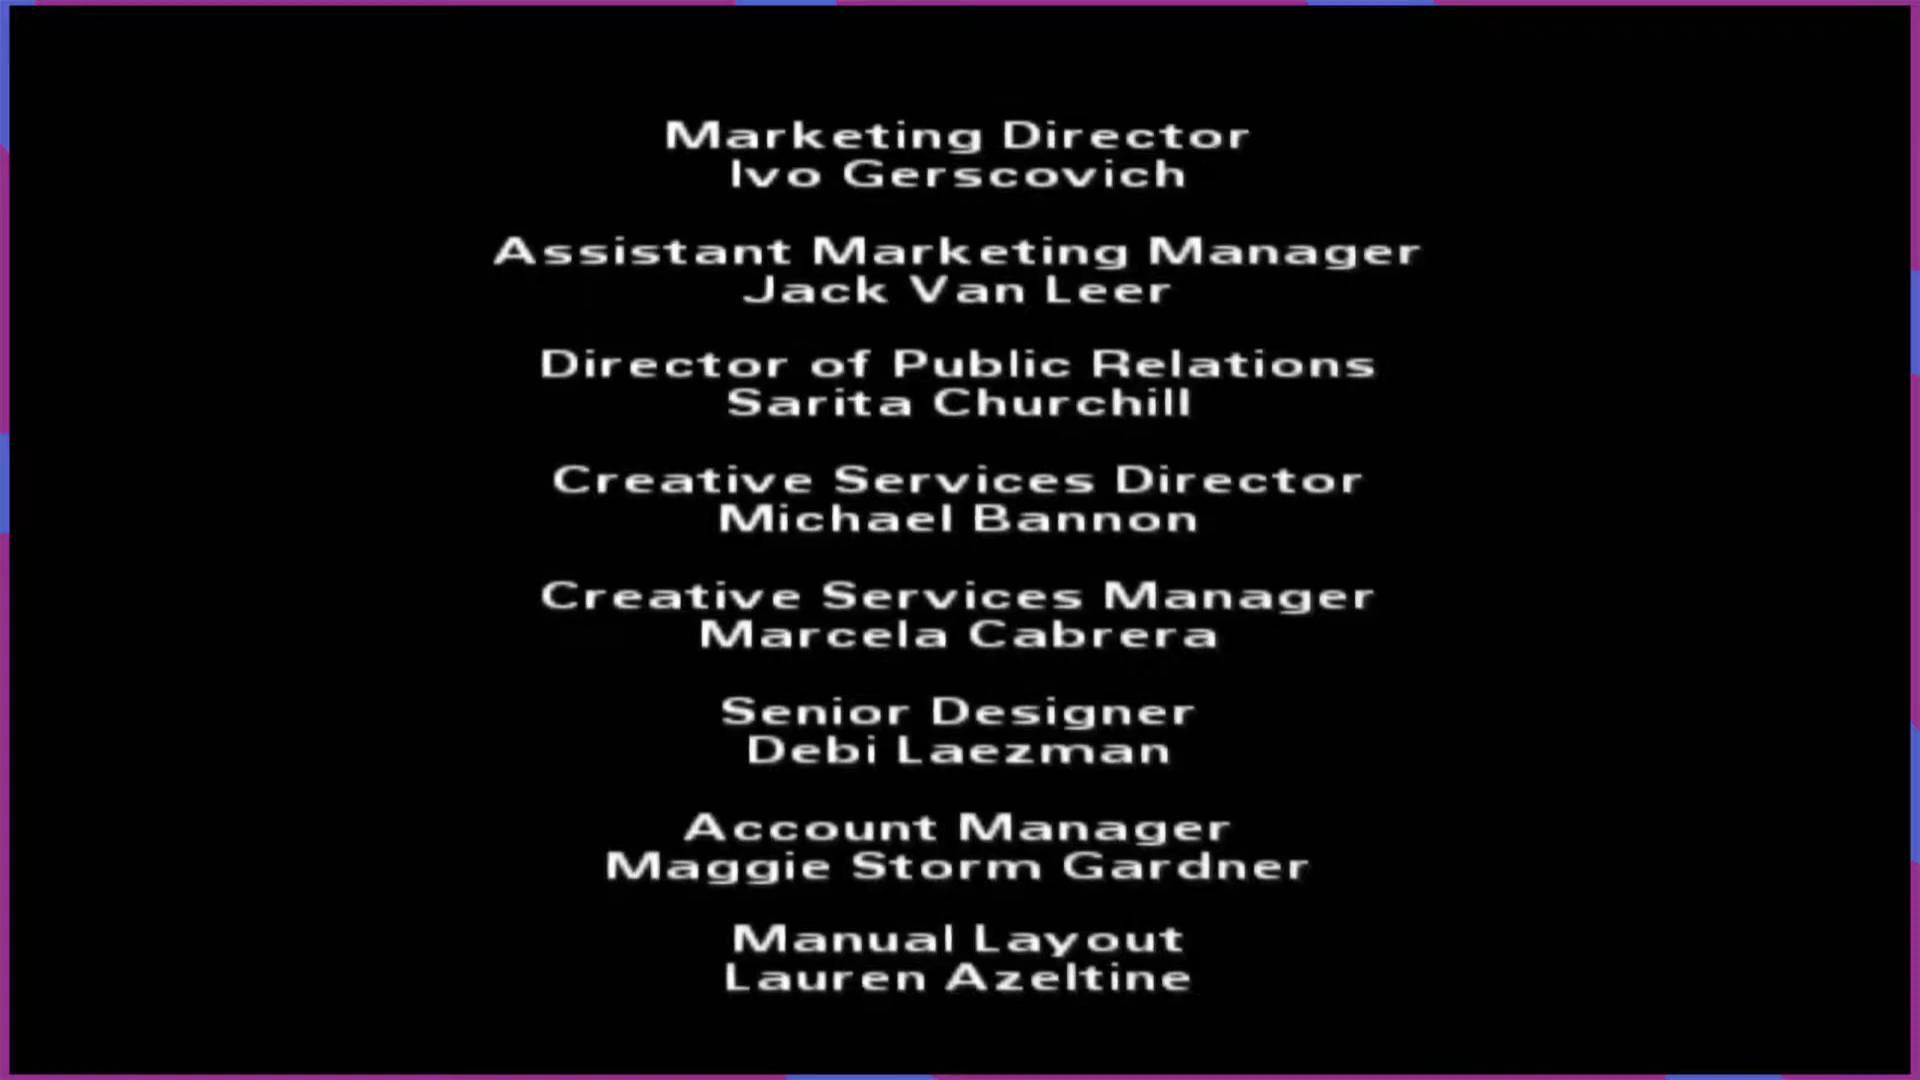 Marketing Director
Ivo Gerscovich
Assistant Marketing Manager
Jack Van Leer
Director of Public Relations
Sarita Churchill
Creative Services Director
Michael Bannon
Creative Services Manager
Marcela Cabrera
Senior Designer
Debi Laezman
Account Manager
Maggie Storm Gardner
Manual Layout
Lauren Azeltine